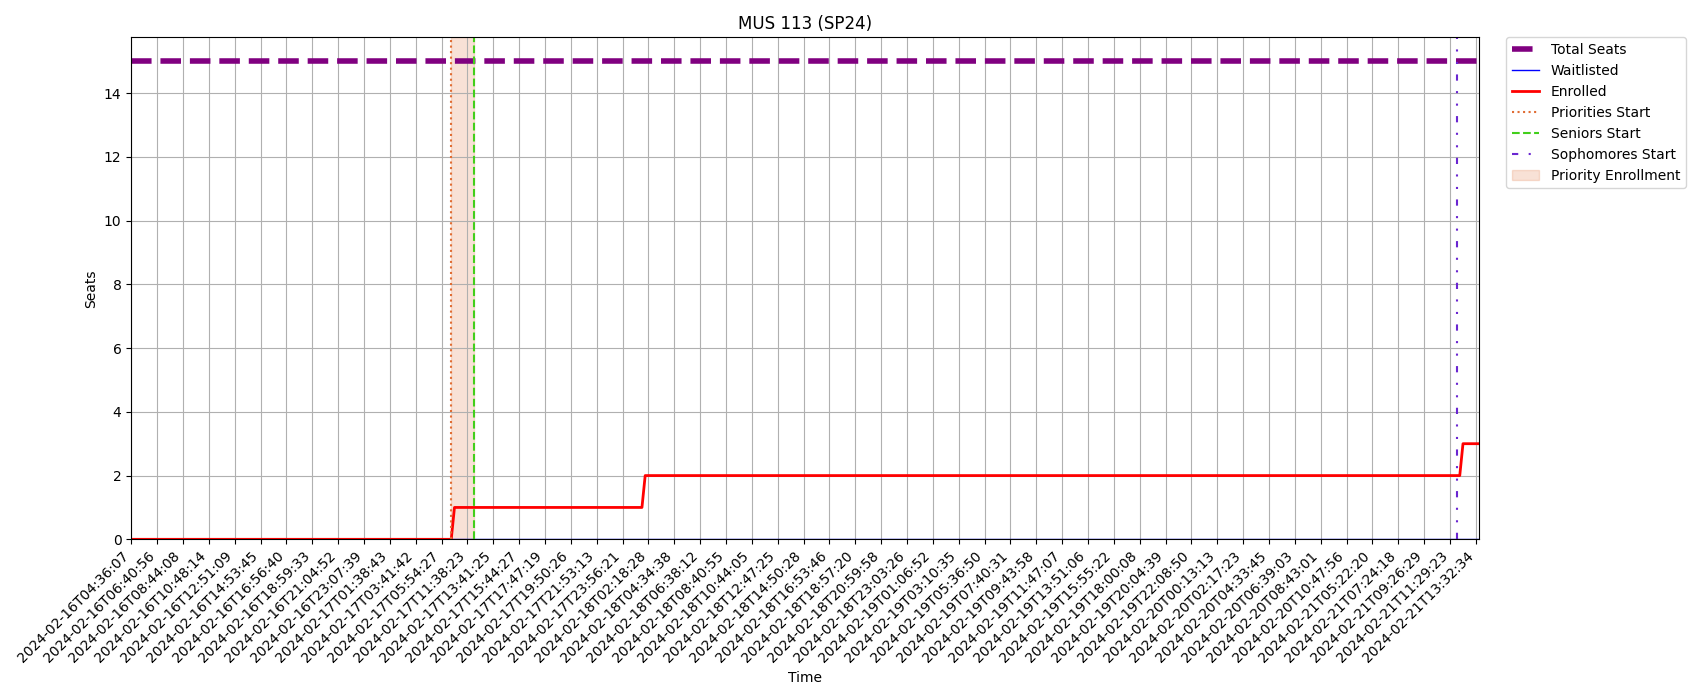 MUS 113 (SP24)
Total Seats
Waitlisted
Enrolled
Priorities Start
Seniors Start
Sophomores Start
Priority Enrollment
Seats
14
12
10
8
6
4
2
0
2024-02-16T04:36:07
2024-02-16T06:40:56
2024-02-16T08:44:08
2024-02-16T10:48:14
2024-02-16T12:51:09
2024-02-16T14:53:45
2024-02-16T16:56:40
2024-02-16T18:59:33
2024-02-16T21:04:52
2024-02-16T23:07:39
2024-02-17T01:38:43
2024-02-17T03:41:42
2024-02-17T05:54:27
2024-02-17T11:38:23
2024-02-17T13:41:25
2024-02-17T15:44:27
2024-02-17T17:47:19
2024-02-17T19:50:26
2024-02-17T21:53:13
2024-02-17T23:56:21
2024-02-18T02:18:28
2024-02-18T04:34:38
2024-02-18T06:38:12
2024-02-18T08:40:55
2024-02-18T10:44:05
2024-02-18T12:47:25
2024-02-18T14:50:28
2024-02-18T16:53:46
2024-02-18T18:57:20
2024-02-18T20:59:58
2024-02-18T23:03:26
2024-02-19T01:06:52
2024-02-19T03:10:35
2024-02-19T05:36:50
2024-02-19T07:40:31
2024-02-19T09:43:58
2024-02-19T11:47:07
2024-02-19T13:51:06
2024-02-19T15:55:22
2024-02-19T18:00:08
2024-02-19T20:04:39
2024-02-19T22:08:50
2024-02-20T00:13:13
2024-02-20T02:17:23
2024-02-20T04:33:45
2024-02-20T06:39:03
2024-02-20T08:43:01
2024-02-20T10:47:56
2024-02-21T05:22:20
2024-02-21T07:24:18
2024-02-21T09:26:29
2024-02-21T11:29:23
2024-02-21T13:32:34
Time